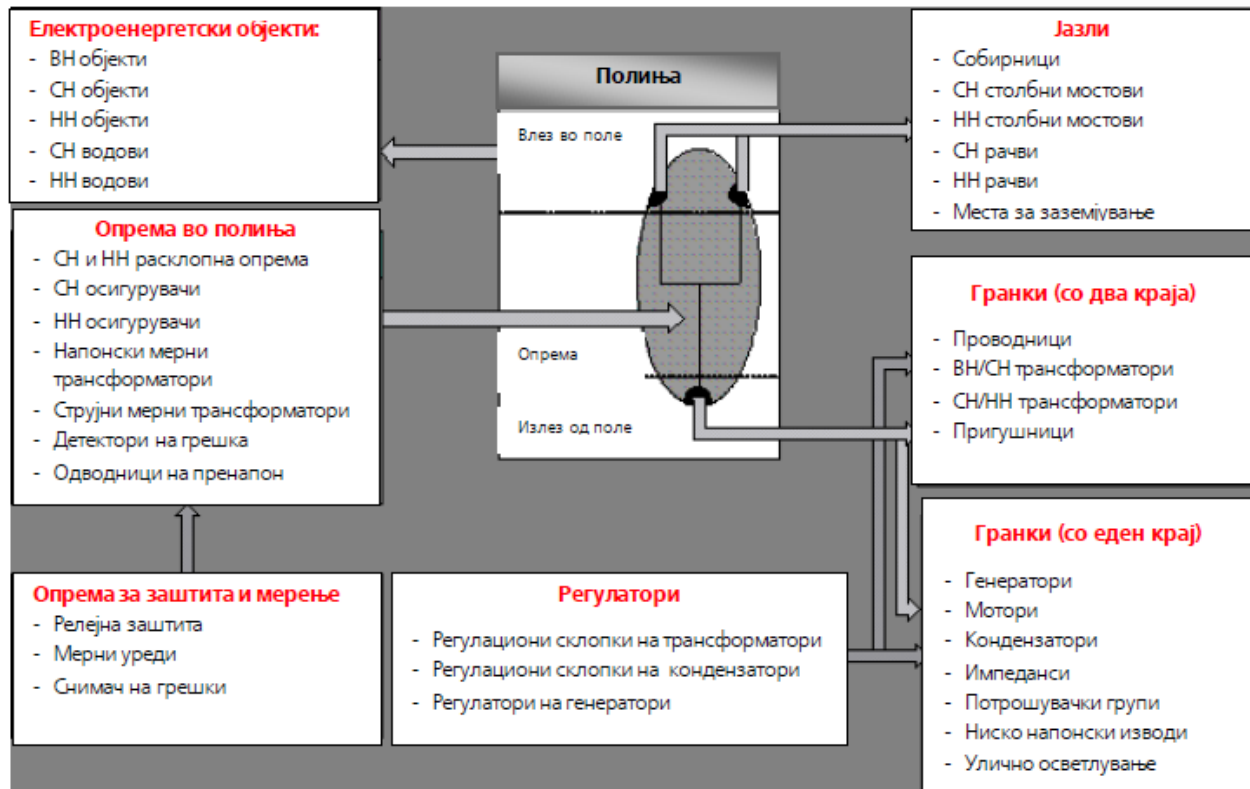 Електроенергетски објекти:
- ВН објекти
- СН објекти
- НН објекти
- СН водови
- НН водови
Опрема во полиња
- СН и НН расклопна опрема
- СН осигурувачи
- НН осигурувачи
- Напонски мерни
трансформатори
- Струјни мерни трансформатори
- Детектори на грешка
- Одводници на пренапон
Опрема за заштита и мерење
- Релејна заштита
- Мерни уреди
- Снимач на грешки
Полиња
Влез во поле
Опрема
Излез од поле
Регулатори
- Регулациони склопки на трансформатори
- Регулациони склопки на кондензатори
- Регулатори на генератори
Јазли
- Собирници
- СН столбни мостови
- НН столбни мостови
- СН рачви
- НН рачви
- Места за заземјување
Гранки (со два краја)
- Проводници
- ВН/СН трансформатори
- СН/НН трансформатори
- Пригушници
Гранки (со еден крај)
- Генератори
- Мотори
- Кондензатори
- Импеданси
- Потрошувачки групи
- Ниско напонски изводи
- Улично осветлување